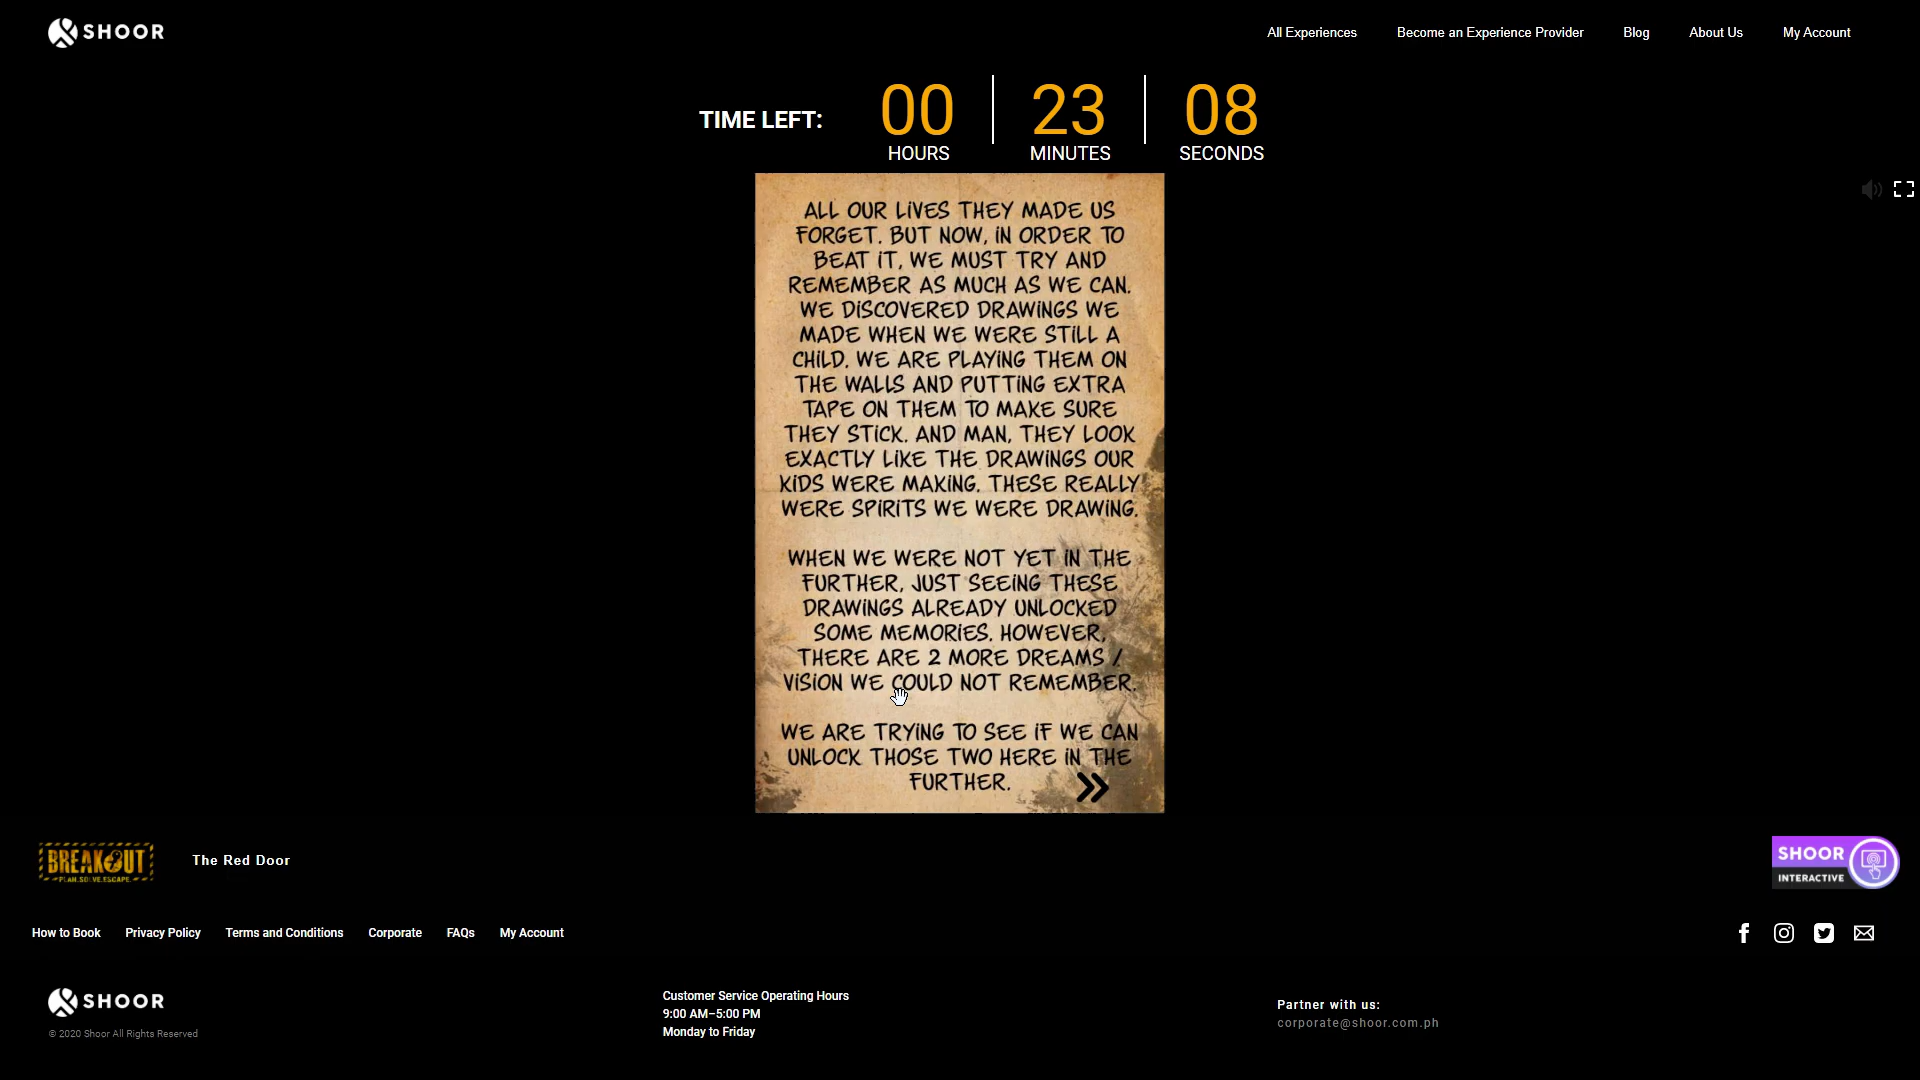 SHOOR
All Experiences
Become an Experience Provider
Blog
About Us
My Account
TIME LEFT:
00
23
08
HOURS
MINUTES
SECONDS
ALL OUR LIVES THEY MADE US
FORGET. BUT NOW, IN ORDER TO
BEAT IT, WE MUST TRY AND
REMEMBER AS MUCH AS WE CAN.
WE DISCOVERED DRAWINGS WE
MADE WHEN WE WERE STILL A
CHILD. WE ARE PLAYING THEM ON
THE WALLS AND PUTTING EXTRA
TAPE ON THEM TO MAKE SURE
THEY STICK. AND MAN, THEY LOOK
EXACTLY LIKE THE DRAWINGS OUR
KIDS WERE MAKING. THESE REALLY
WERE SPIRITS WE WERE DRAWING.
WHEN WE WERE NOT YET IN THE
FURTHER, JUST SEEING THESE
DRAWINGS ALREADY UNLOCKED
SOME MEMORIES. HOWEVER,
THERE ARE 2 MORE DREAMS /
VISION WE COULD NOT REMEMBER.
WE ARE TRYING TO SEE IF WE CAN
UNLOCK THOSE TWO HERE IN THE
FURTHER.
BREAKOUT
PLAN.SOLVE.ESCAPE
The Red Door
SHOOR
INTERACTIVE
How to Book
Privacy Policy
Terms and Conditions
Corporate
FAQs
My Account
SHOOR
© 2020 Shoor All Rights Reserved
Customer Service Operating Hours
9:00 AM–5:00 PM
Monday to Friday
Partner with us:
corporate@shoor.com.ph